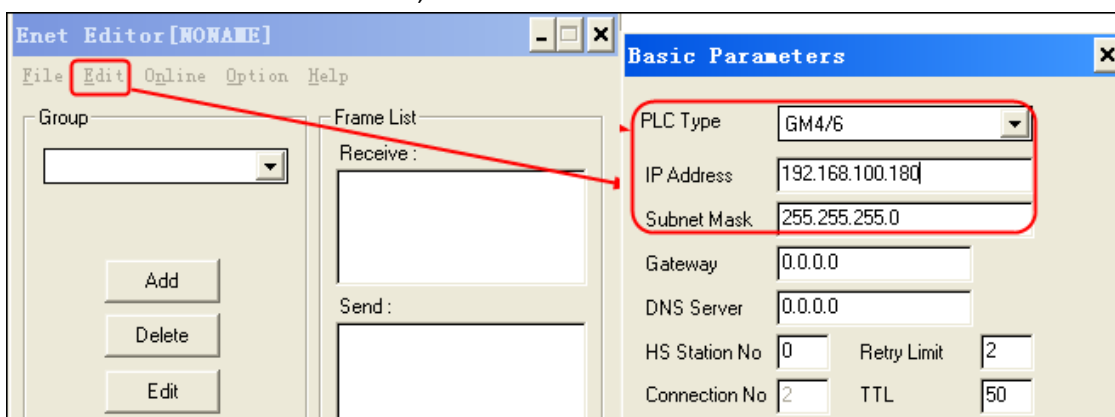 Enet Editor[NONAME]
File Edit Online Option Help
Group
Frame List
Receive :
Add
Send :
Delete
Edit
Basic Parameters
PLC Type GM4/6
IP Address 192.168.100.180
Subnet Mask 255.255.255.0
Gateway 0.0.0.0
DNS Server 0.0.0.0
HS Station No 0 Retry Limit 2
Connection No 2 TTL 50